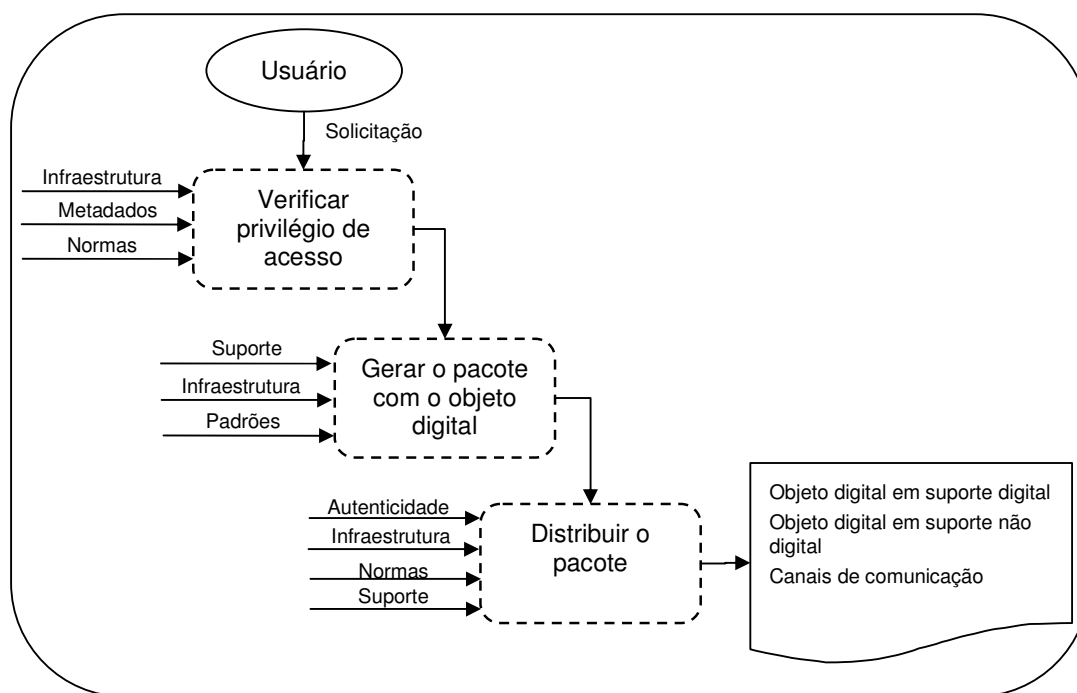 Usuário
Solicitação
Infraestrutura
Metadados
Normas
Verificar
privilégio de
acesso
Suporte
Infraestrutura
Padrões
Gerar o pacote
com o objeto
digital
Autenticidade
Infraestrutura
Normas
Suporte
Distribuir o
pacote
Objeto digital em suporte digital
Objeto digital em suporte não
digital
Canais de comunicação